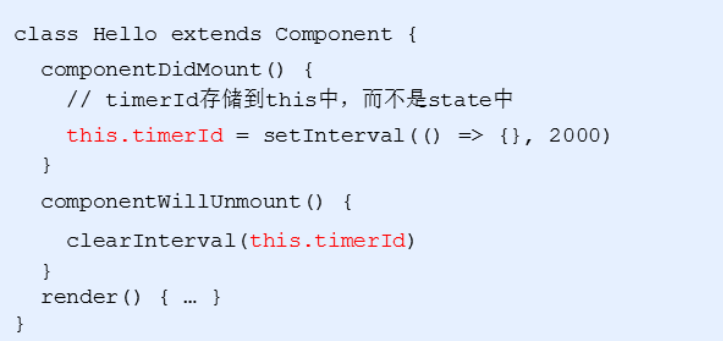 class Hello extends Component {
  componentDidMount() {
    // timerId存储到this中，而不是state中
    this.timerId = setInterval(() => {}, 2000)
  }
  componentWillUnmount() {
    clearInterval(this.timerId)
  }
  render() { … }
}